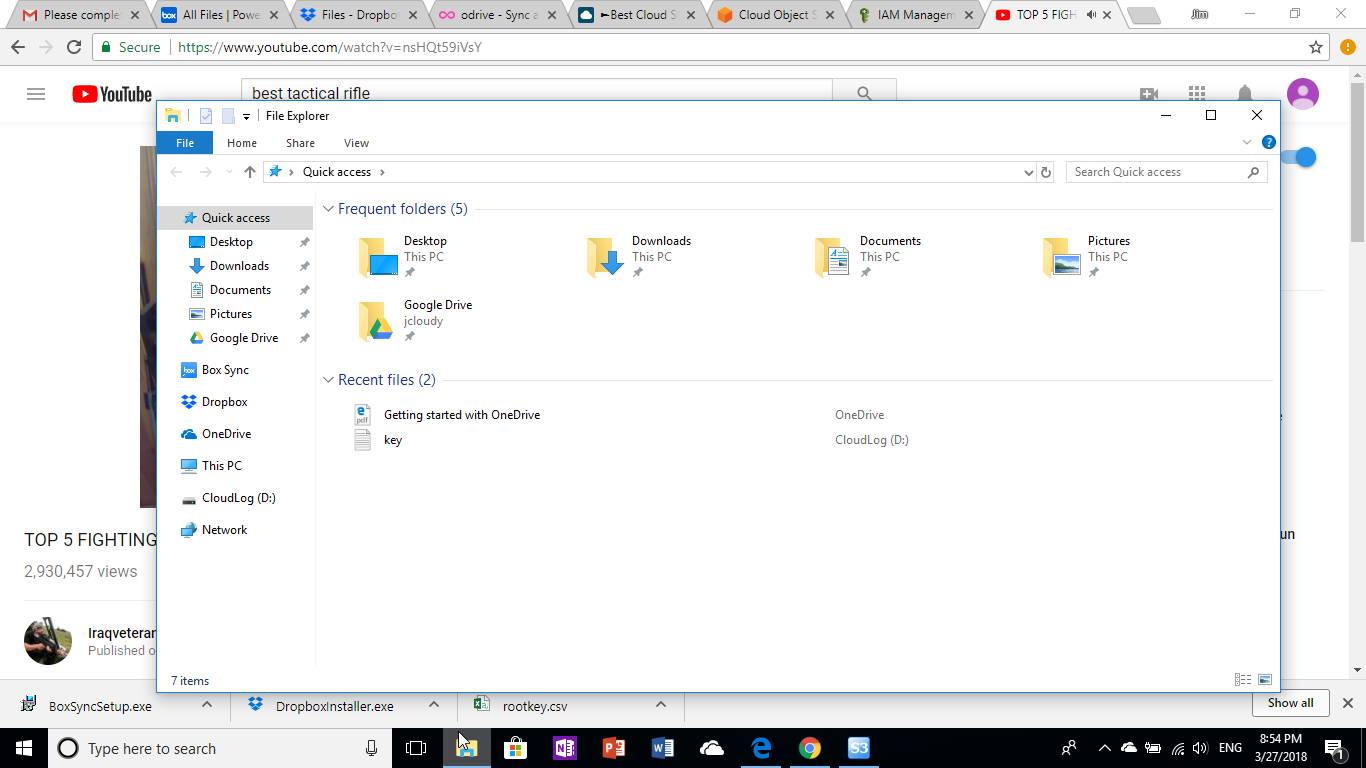 Please comple
All Files | Powe
Files - Dropbo
odrive - Sync a
►Best Cloud S
Cloud Object S
IAM Managem
TOP 5 FIGH
Jim
Secure
https://www.youtube.com/watch?v=nsHQt59iVsY
YouTube
best tactical rifle
File Explorer
File
Home
Share
View
Quick access
Search Quick access
Quick access
Desktop
Downloads
Documents
Pictures
Google Drive
Box Sync
Dropbox
OneDrive
This PC
CloudLog (D:)
Network
Frequent folders (5)
Desktop
This PC
Downloads
This PC
Documents
This PC
Pictures
This PC
Google Drive
jcloudy
Recent files (2)
Getting started with OneDrive
OneDrive
key
CloudLog (D:)
7 items
TOP 5 FIGHTING
2,930,457 views
Iraqveteran
Published o
un
BoxSyncSetup.exe
DropboxInstaller.exe
rootkey.csv
Show all
Type here to search
ENG
8:54 PM
3/27/2018
1